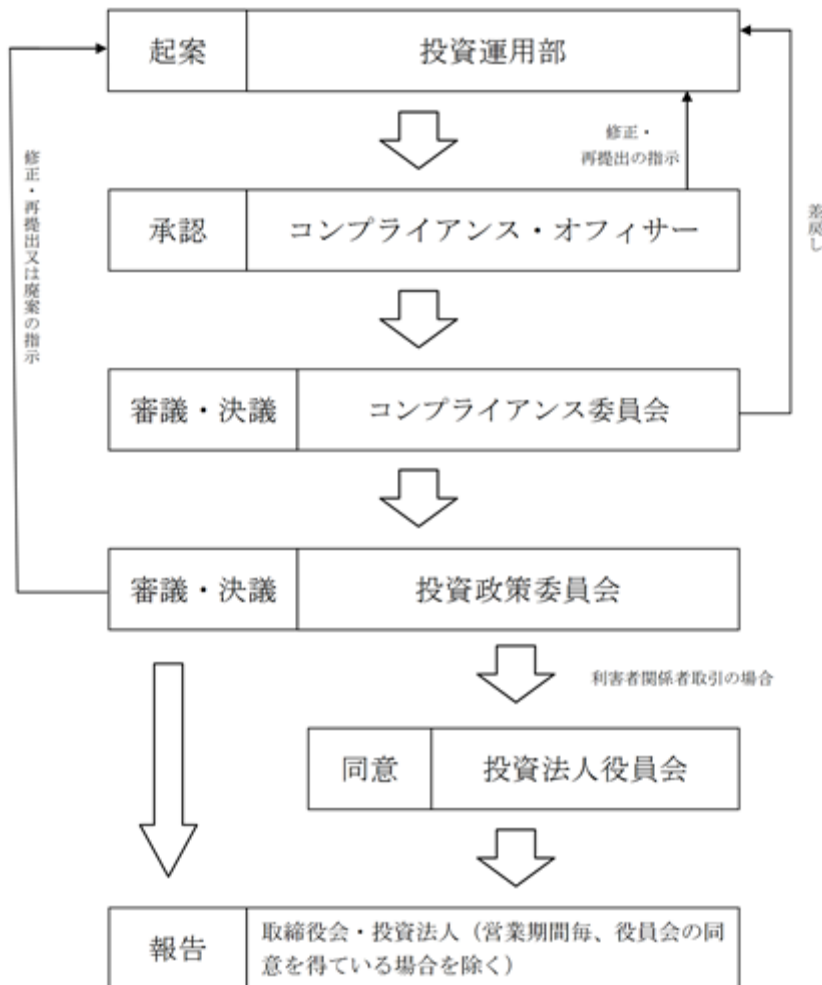 起案
投資運用部
修正・
再提出の指示
承認
コンプライアンス・オフィサー
審議・決議
コンプライアンス委員会
差戻し
審議・決議
投資政策委員会
修正・再提出又は廃案の指示
利害者関係者取引の場合
同意
投資法人役員会
報告
取締役会・投資法人（営業期間毎、役員会の同
意を得ている場合を除く）